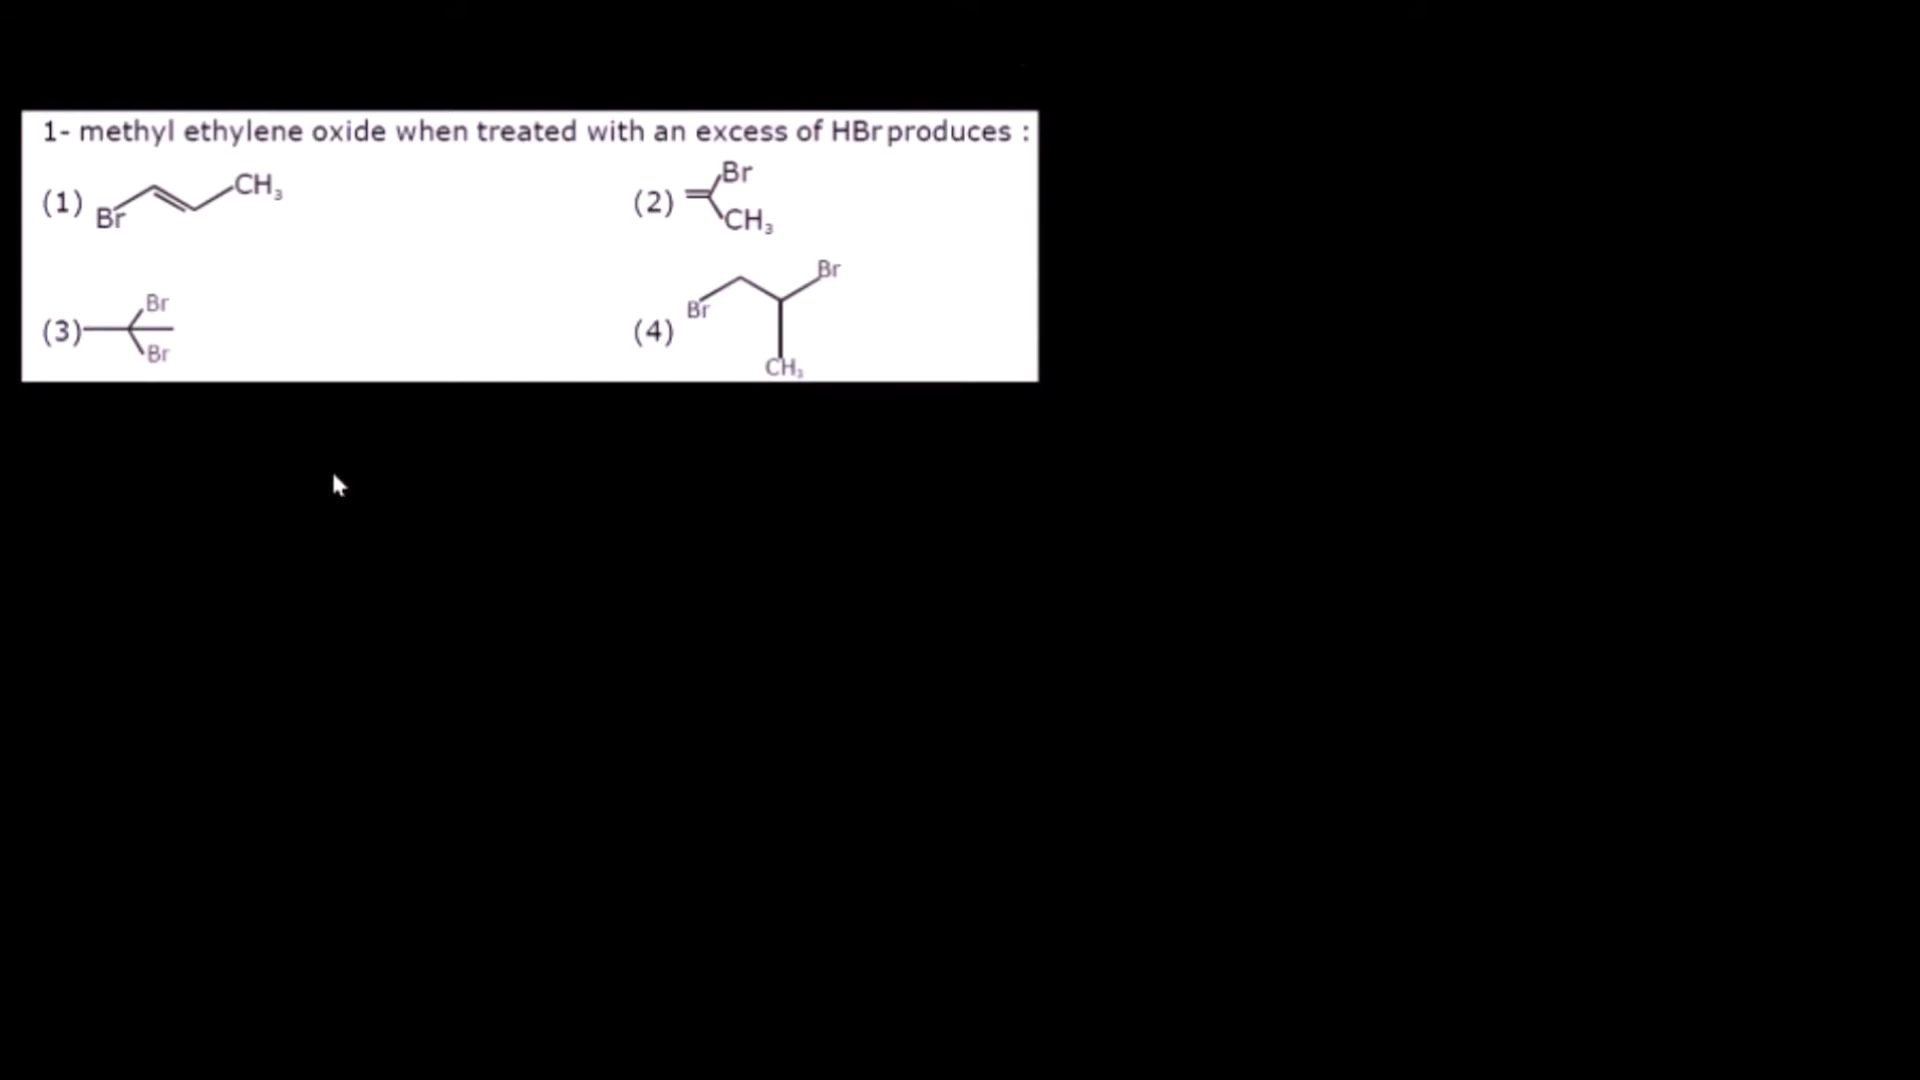 1- methyl ethylene oxide when treated with an excess of HBr produces :
(1) Br CH₃
(2) Br CH₃
(3) Br Br
(4) Br Br CH₃